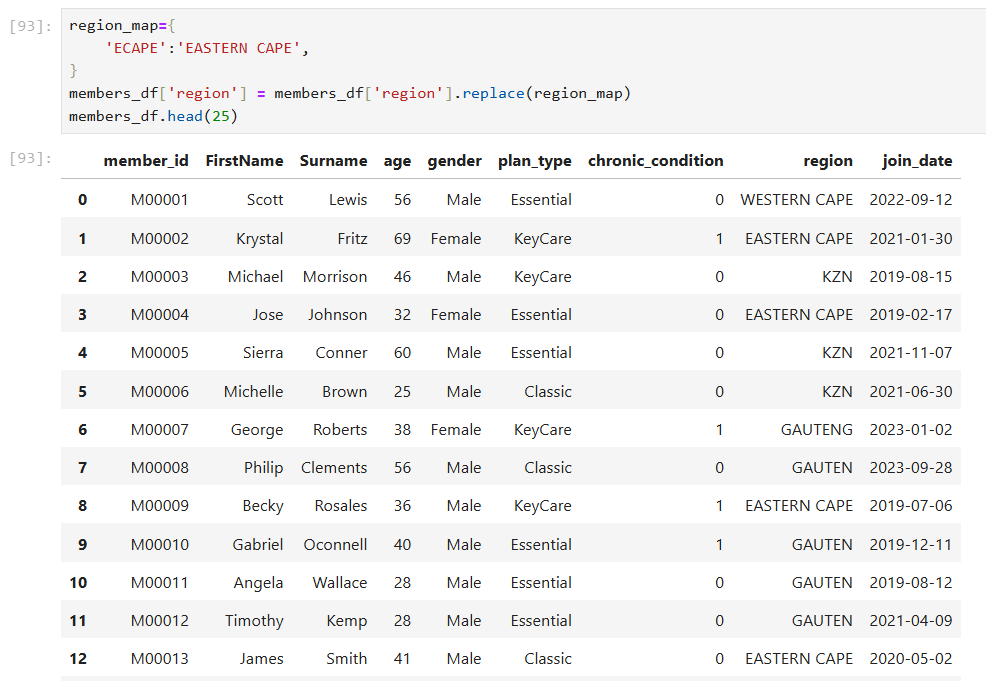 [93]: region_map={
'ECAPE':'EASTERN CAPE',
}
members_df['region'] = members_df['region'].replace(region_map)
members_df.head(25)
[93]: member_id FirstName Surname age gender plan_type chronic_condition region join_date
0 M00001 Scott Lewis 56 Male Essential 0 WESTERN CAPE 2022-09-12
1 M00002 Krystal Fritz 69 Female KeyCare 1 EASTERN CAPE 2021-01-30
2 M00003 Michael Morrison 46 Male KeyCare 0 KZN 2019-08-15
3 M00004 Jose Johnson 32 Female Essential 0 EASTERN CAPE 2019-02-17
4 M00005 Sierra Conner 60 Male Essential 0 KZN 2021-11-07
5 M00006 Michelle Brown 25 Male Classic 0 KZN 2021-06-30
6 M00007 George Roberts 38 Female KeyCare 1 GAUTENG 2023-01-02
7 M00008 Philip Clements 56 Male Classic 0 GAUTEN 2023-09-28
8 M00009 Becky Rosales 36 Male KeyCare 1 EASTERN CAPE 2019-07-06
9 M00010 Gabriel Oconnell 40 Male Essential 1 GAUTEN 2019-12-11
10 M00011 Angela Wallace 28 Male Essential 0 GAUTEN 2019-08-12
11 M00012 Timothy Kemp 28 Male Essential 0 GAUTEN 2021-04-09
12 M00013 James Smith 41 Male Classic 0 EASTERN CAPE 2020-05-02